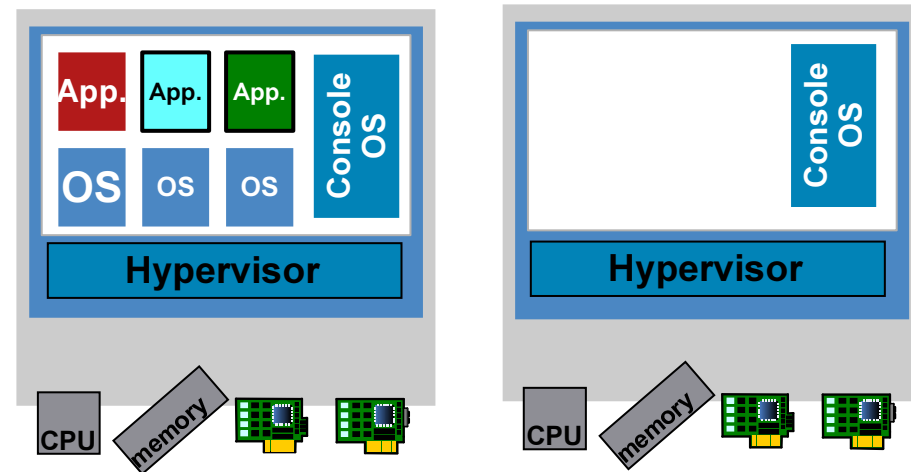 App.
App.
App.
Console
OS
OS
OS
OS
Hypervisor
CPU
memory
Console
OS
Hypervisor
CPU
memory